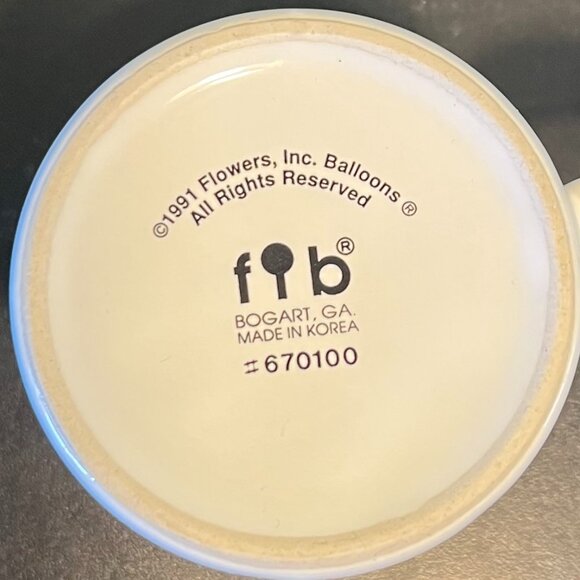 ©1991 Flowers, Inc. Balloons ®
All Rights Reserved
fib®
BOGART, GA.
MADE IN KOREA
#670100